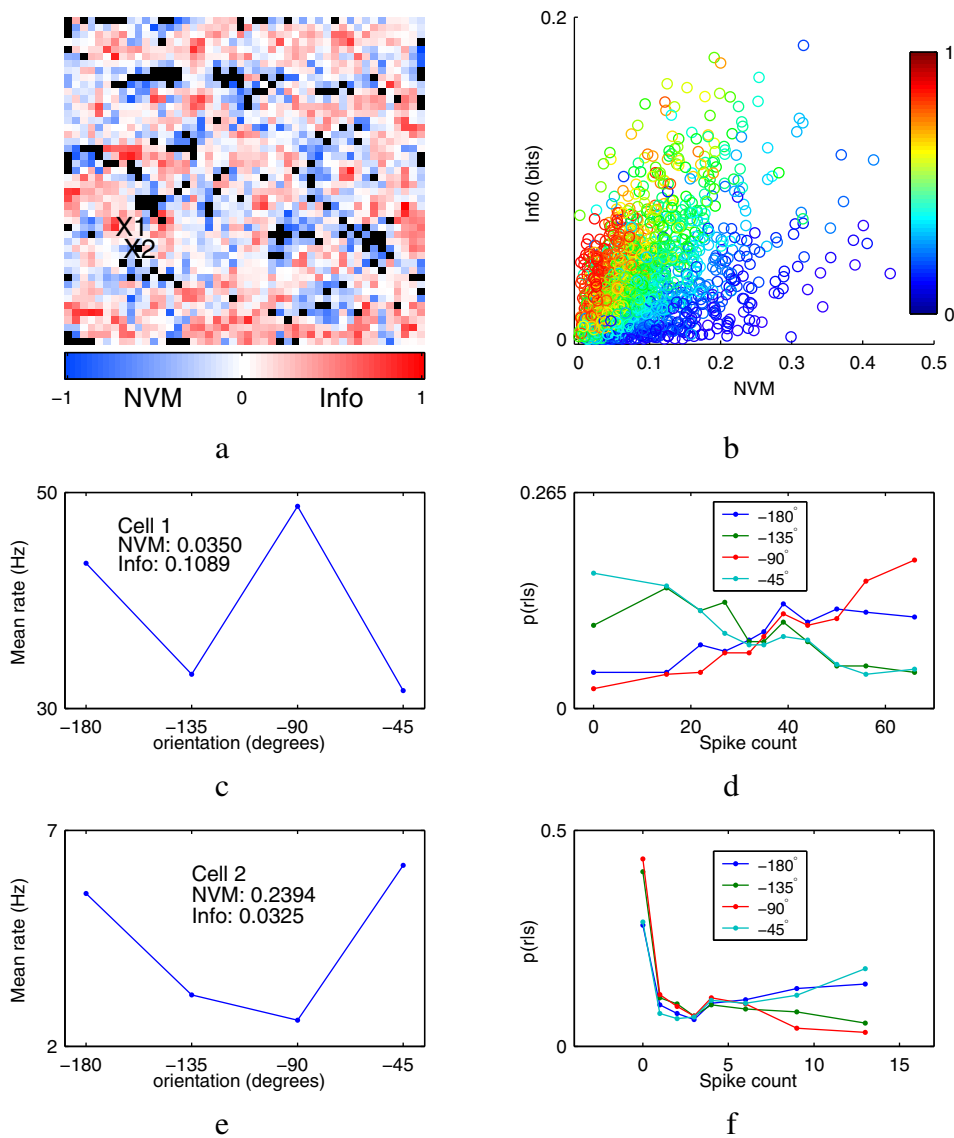 X1
X2
−1
NVM
0
Info
1
a
0.2
Info (bits)
0
0.1
0.2
0.3
0.4
0.5
NVM
1
0
b
50
Mean rate (Hz)
30
Cell 1
NVM: 0.0350
Info: 0.1089
−180
−135
−90
−45
orientation (degrees)
c
0.265
p(r|s)
0
−180°
−135°
−90°
−45°
0
20
40
60
Spike count
d
7
Mean rate (Hz)
2
Cell 2
NVM: 0.2394
Info: 0.0325
−180
−135
−90
−45
orientation (degrees)
e
0.5
p(r|s)
0
−180°
−135°
−90°
−45°
0
5
10
15
Spike count
f